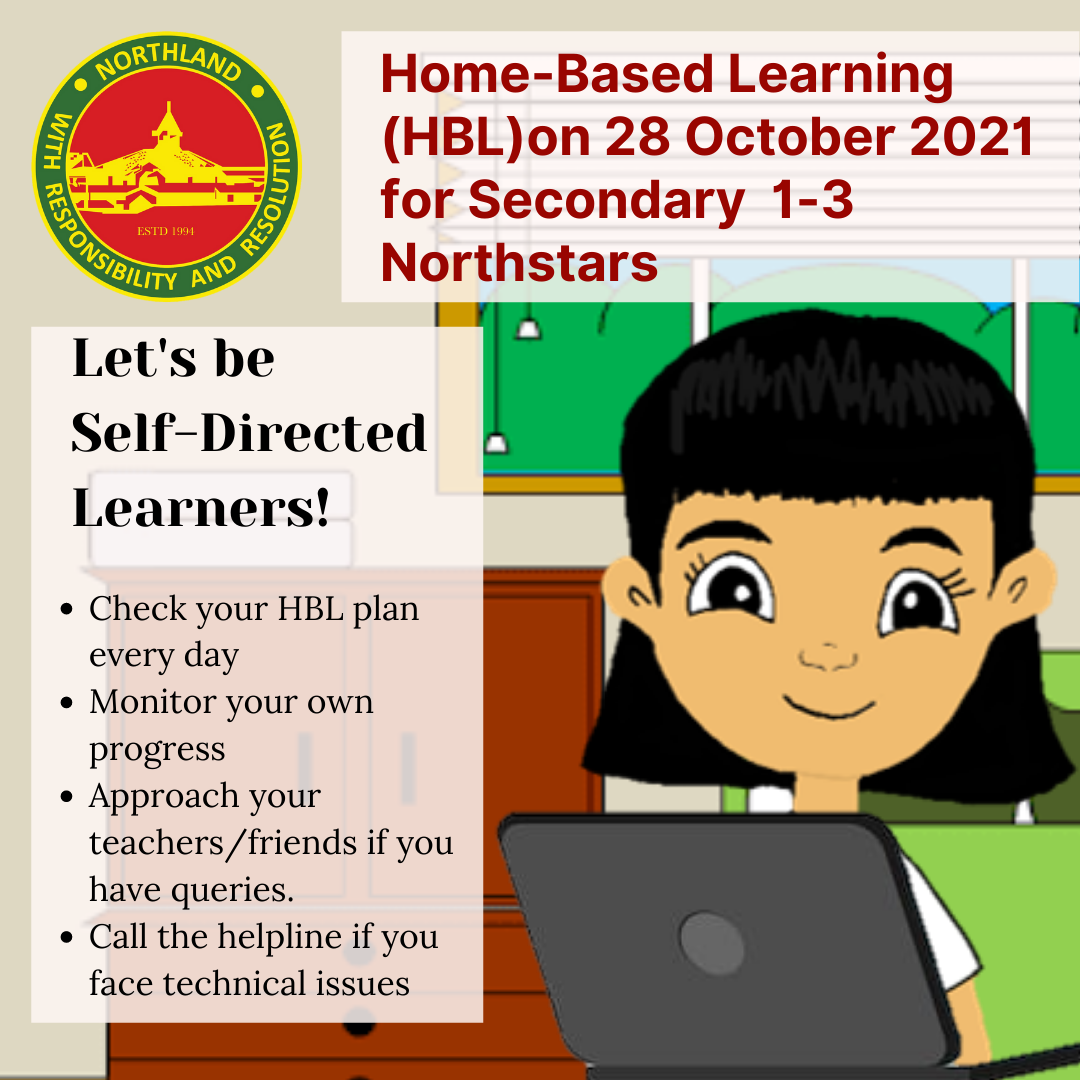 NORTHLAND
WITH RESPONSIBILITY AND RESOLUTION
ESTD 1994
Home-Based Learning
(HBL)on 28 October 2021
for Secondary 1-3
Northstars
Let's be
Self-Directed
Learners!
• Check your HBL plan
every day
• Monitor your own
progress
• Approach your
teachers/friends if you
have queries.
• Call the helpline if you
face technical issues